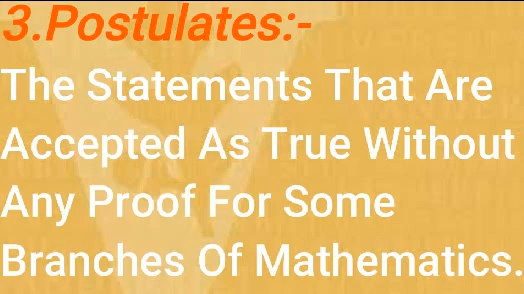 3.Postulates:-
The Statements That Are
Accepted As True Without
Any Proof For Some
Branches Of Mathematics.